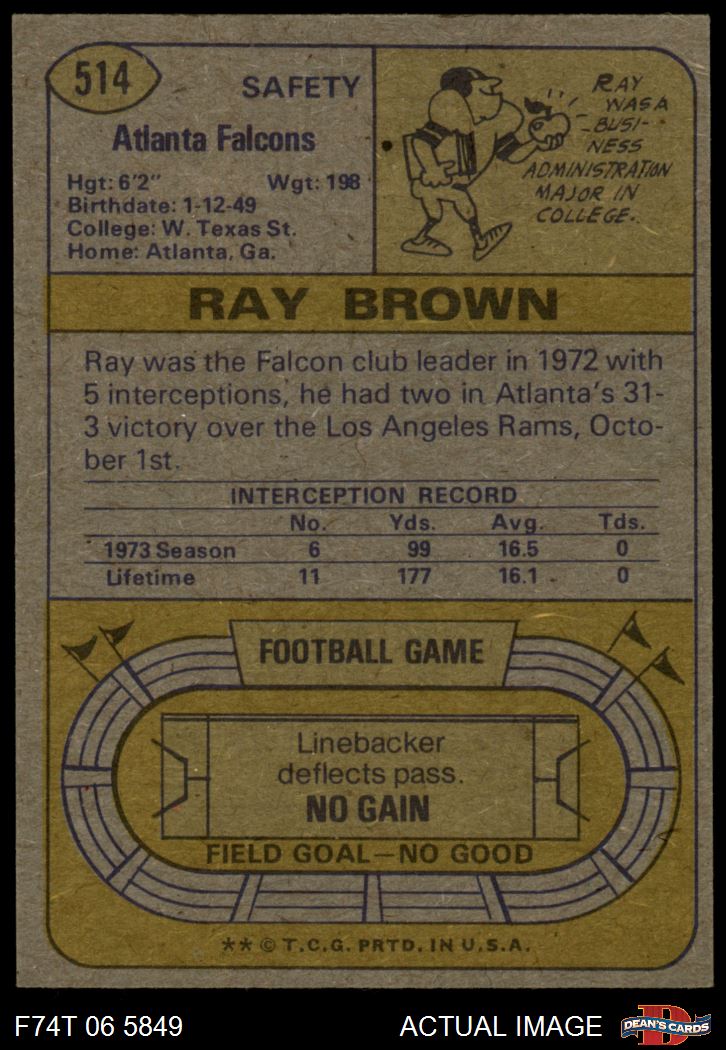 514
SAFETY
Atlanta Falcons
Hgt: 6'2" Wgt: 198
Birthdate: 1-12-49
College: W. Texas St.
Home: Atlanta, Ga.
RAY
WAS A
BUSI-
NESS
ADMINISTRATION
MAJOR IN
COLLEGE.
RAY BROWN
Ray was the Falcon club leader in 1972 with
5 interceptions, he had two in Atlanta's 31-
3 victory over the Los Angeles Rams, Octo-
ber 1st.
INTERCEPTION RECORD
No. Yds. Avg. Tds.
1973 Season 6 99 16.5 0
Lifetime 11 177 16.1 0
FOOTBALL GAME
Linebacker
deflects pass.
NO GAIN
FIELD GOAL—NO GOOD
** © T.C.G. PRTD. IN U.S.A.
F74T 06 5849 ACTUAL IMAGE
D
DEAN'S CARDS